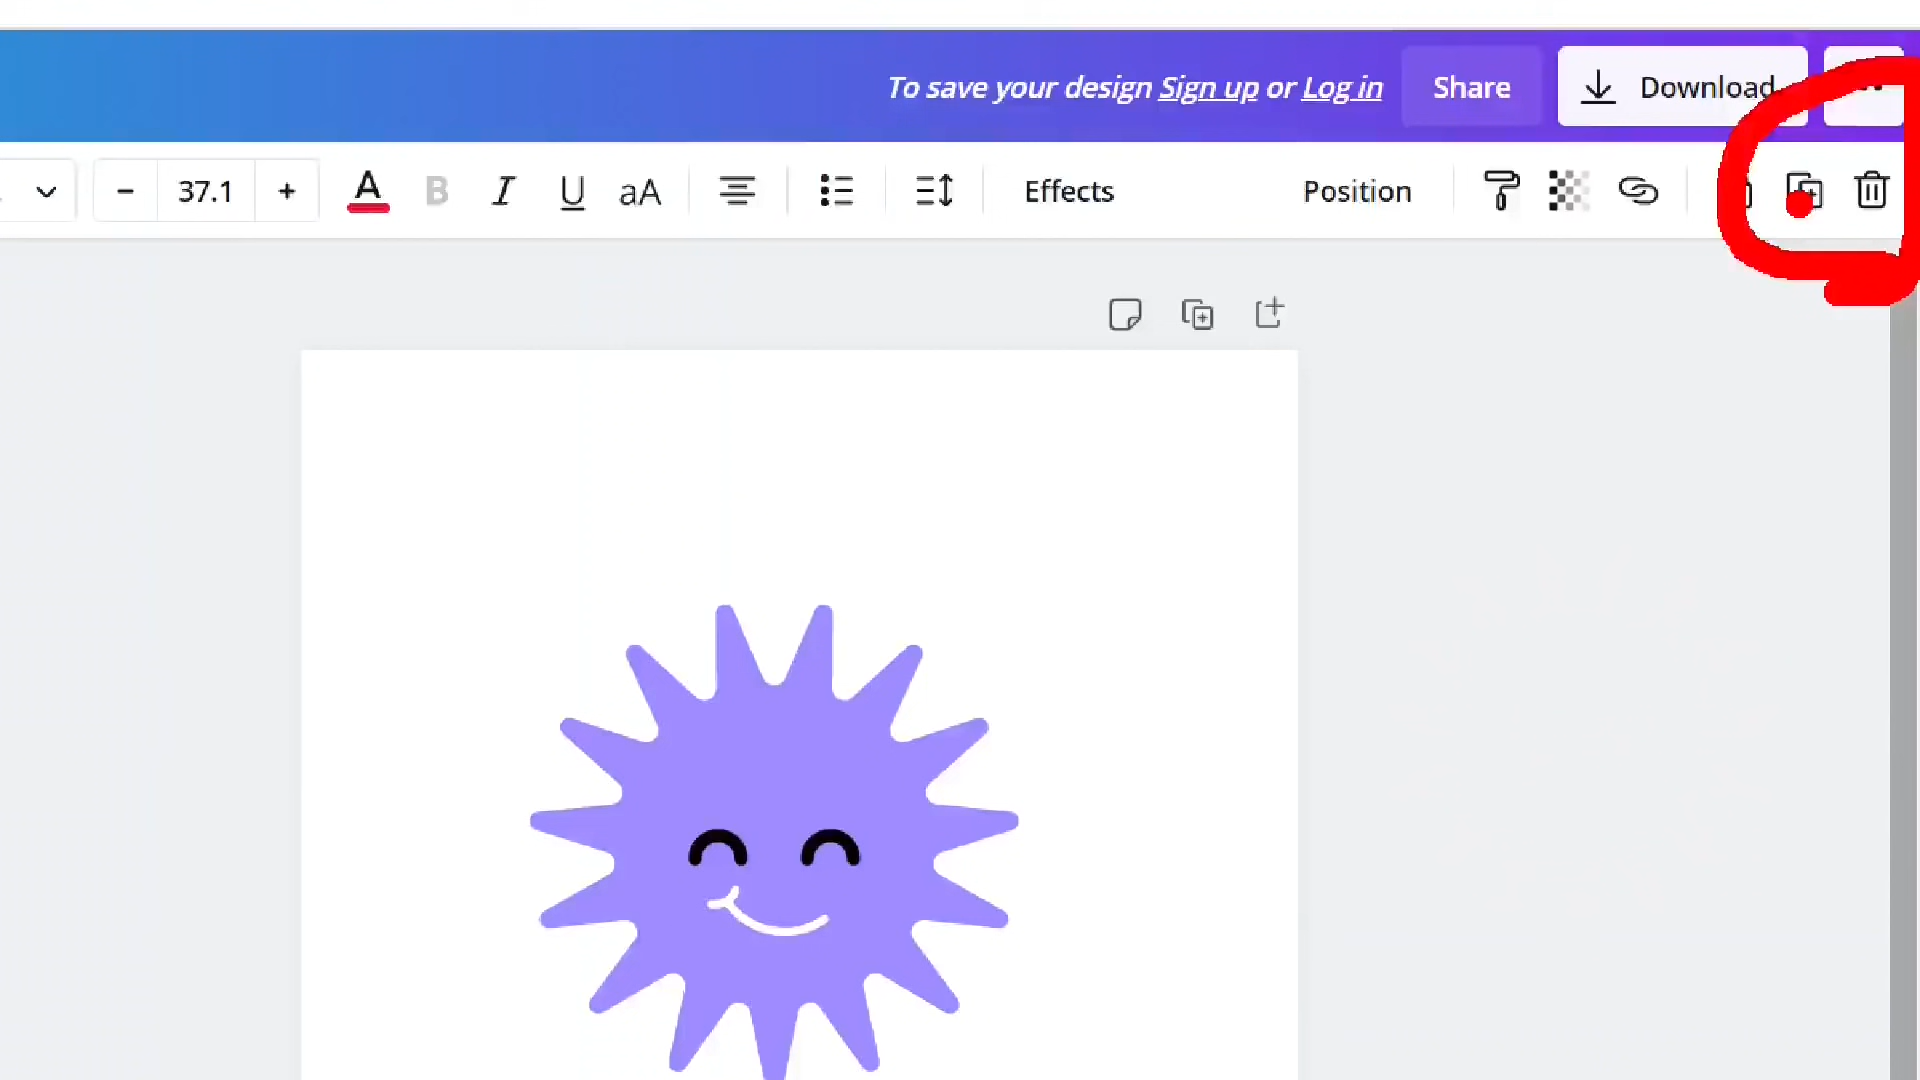 To save your design Sign up or Log in
Share
Download
37.1
A
B
I
U
aA
Effects
Position